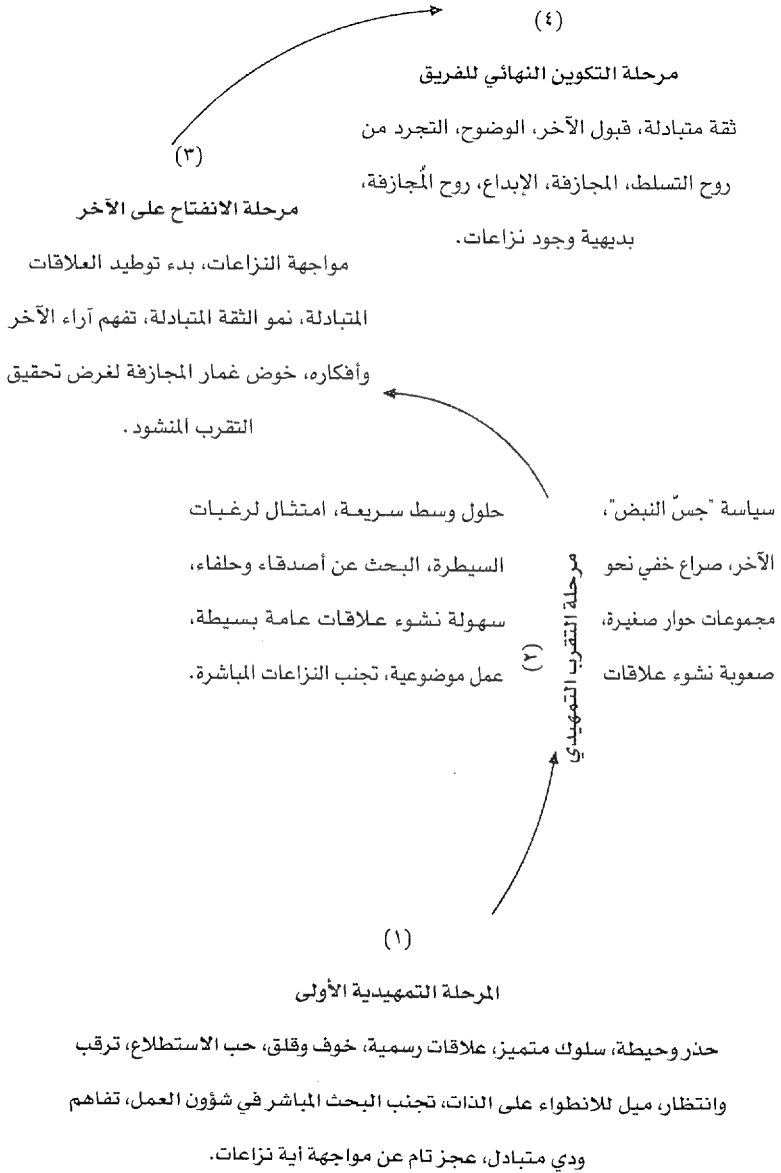 (٤)
مرحلة التكوين النهائي للفريق
ثقة متبادلة، قبول الآخر، الوضوح، التجرد من
روح التسلط، المجازفة، الإبداع، روح المُجازفة،
بديهية وجود نزاعات.
(٣)
مرحلة الانفتاح على الآخر
مواجهة النزاعات، بدء توطيد العلاقات
المتبادلة، نمو الثقة المتبادلة، تفهم آراء الآخر
وأفكاره، خوض غمار المجازفة لغرض تحقيق
التقرب المنشود.
سياسة "جسّ النبض"،
الآخر، صراع خفي نحو
مجموعات حوار صغيرة،
صعوبة نشوء علاقات
مرحلة التقرب التمهيدي
(٢)
حلول وسط سريعة، امتثال لرغبات
السيطرة، البحث عن أصدقاء وحلفاء،
سهولة نشوء علاقات عامة بسيطة،
عمل موضوعية، تجنب النزاعات المباشرة.
(١)
المرحلة التمهيدية الأولى
حذر وحيطة، سلوك متميز، علاقات رسمية، خوف وقلق، حب الاستطلاع، ترقب
وانتظار، ميل للانطواء على الذات، تجنب البحث المباشر في شؤون العمل، تفاهم
ودي متبادل، عجز تام عن مواجهة أية نزاعات.